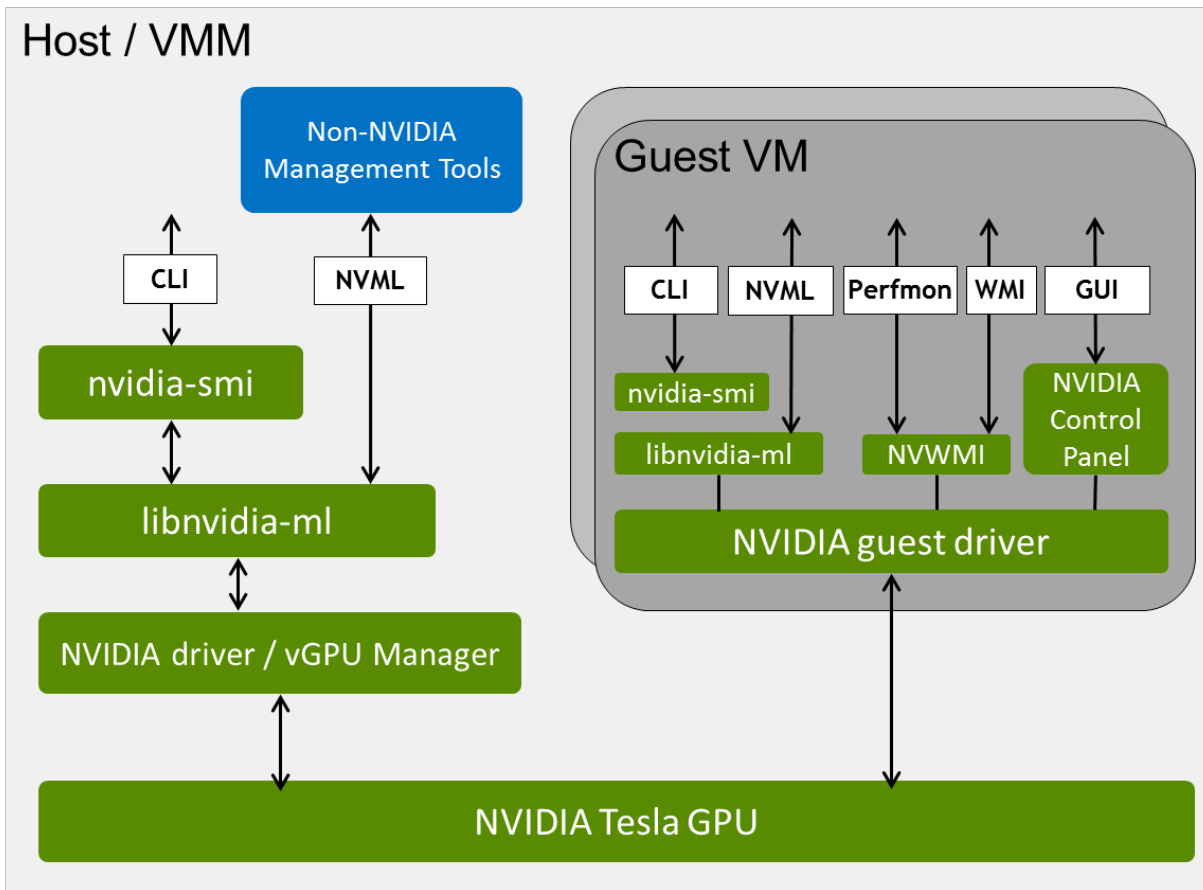 Host / VMM
Non-NVIDIA
Management Tools
CLI
NVML
nvidia-smi
libnvidia-ml
NVIDIA driver / vGPU Manager
Guest VM
CLI
NVML
Perfmon
WMI
GUI
nvidia-smi
libnvidia-ml
NVWMI
NVIDIA
Control
Panel
NVIDIA guest driver
NVIDIA Tesla GPU